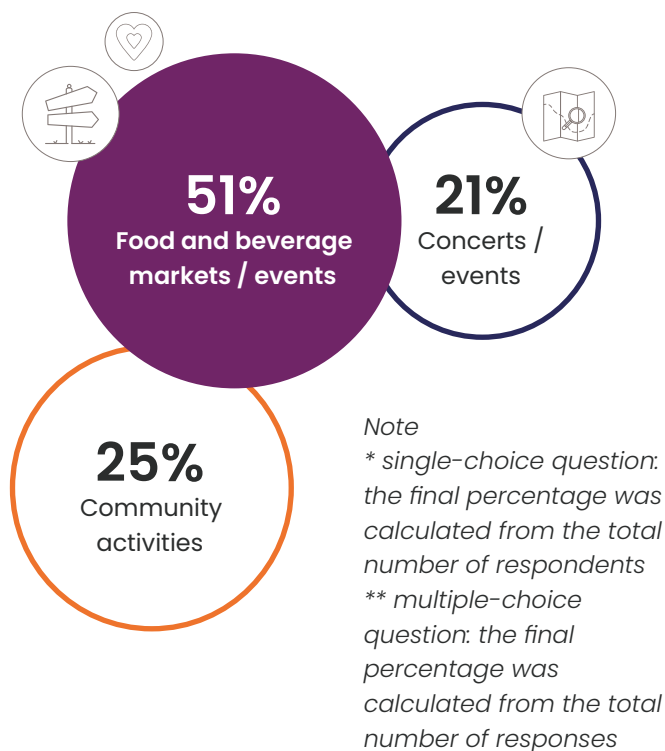 51%
Food and beverage
markets / events
21%
Concerts /
events
25%
Community
activities
Note
* single-choice question:
the final percentage was
calculated from the total
number of respondents
** multiple-choice
question: the final
percentage was
calculated from the total
number of responses